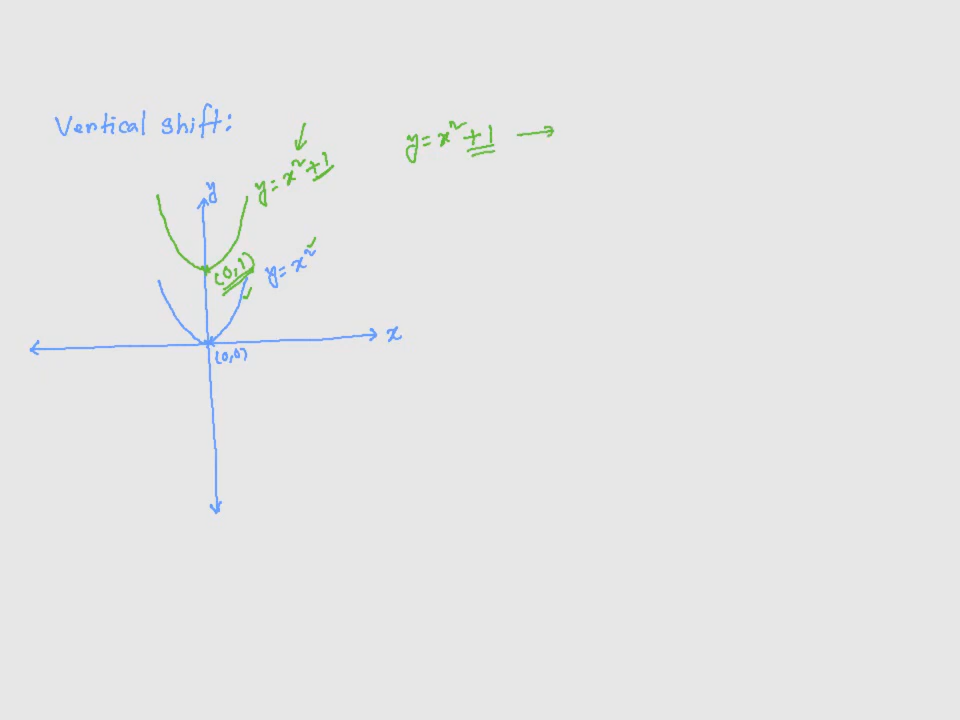 Vertical shift:
y = x² + 1 →
y = x² + 1
y
(0,1)
y = x²
x
(0,0)